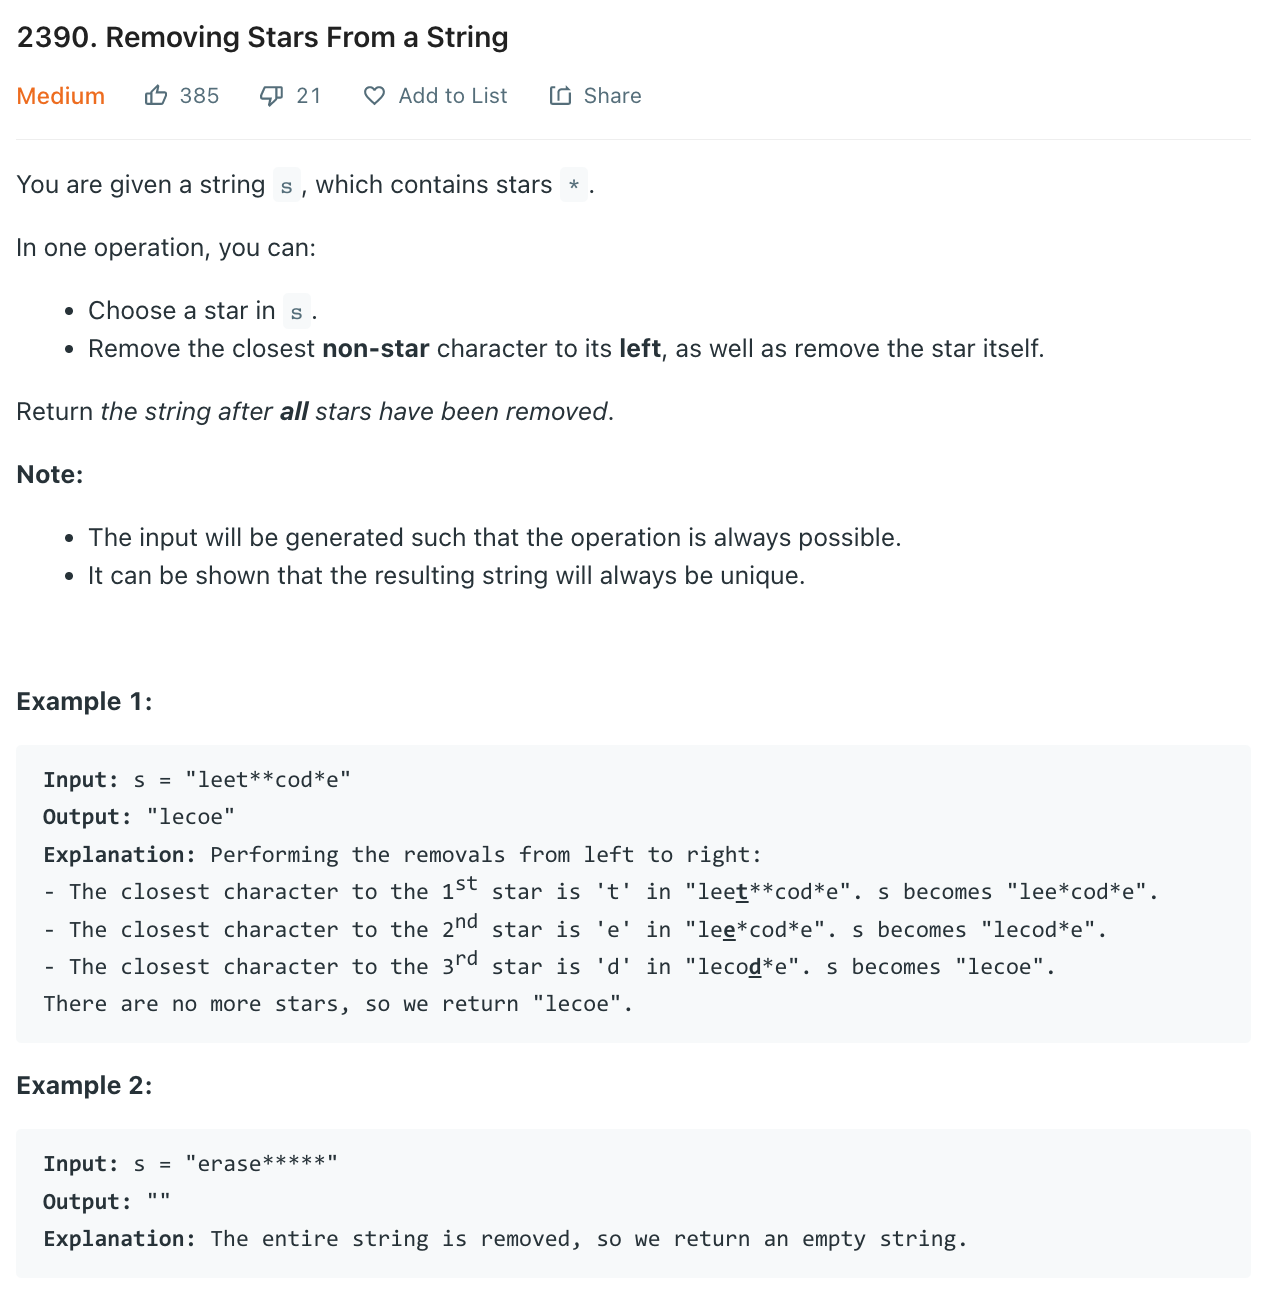 2390. Removing Stars From a String
Medium 385 21 Add to List Share
You are given a string s, which contains stars *.
In one operation, you can:
• Choose a star in s.
• Remove the closest non-star character to its left, as well as remove the star itself.
Return the string after all stars have been removed.
Note:
• The input will be generated such that the operation is always possible.
• It can be shown that the resulting string will always be unique.
Example 1:
Input: s = "leet**cod*e"
Output: "lecoe"
Explanation: Performing the removals from left to right:
- The closest character to the 1st star is 't' in "leet**cod*e". s becomes "lee*cod*e".
- The closest character to the 2nd star is 'e' in "lee*cod*e". s becomes "lecod*e".
- The closest character to the 3rd star is 'd' in "lecod*e". s becomes "lecoe".
There are no more stars, so we return "lecoe".
Example 2:
Input: s = "erase*****"
Output: ""
Explanation: The entire string is removed, so we return an empty string.